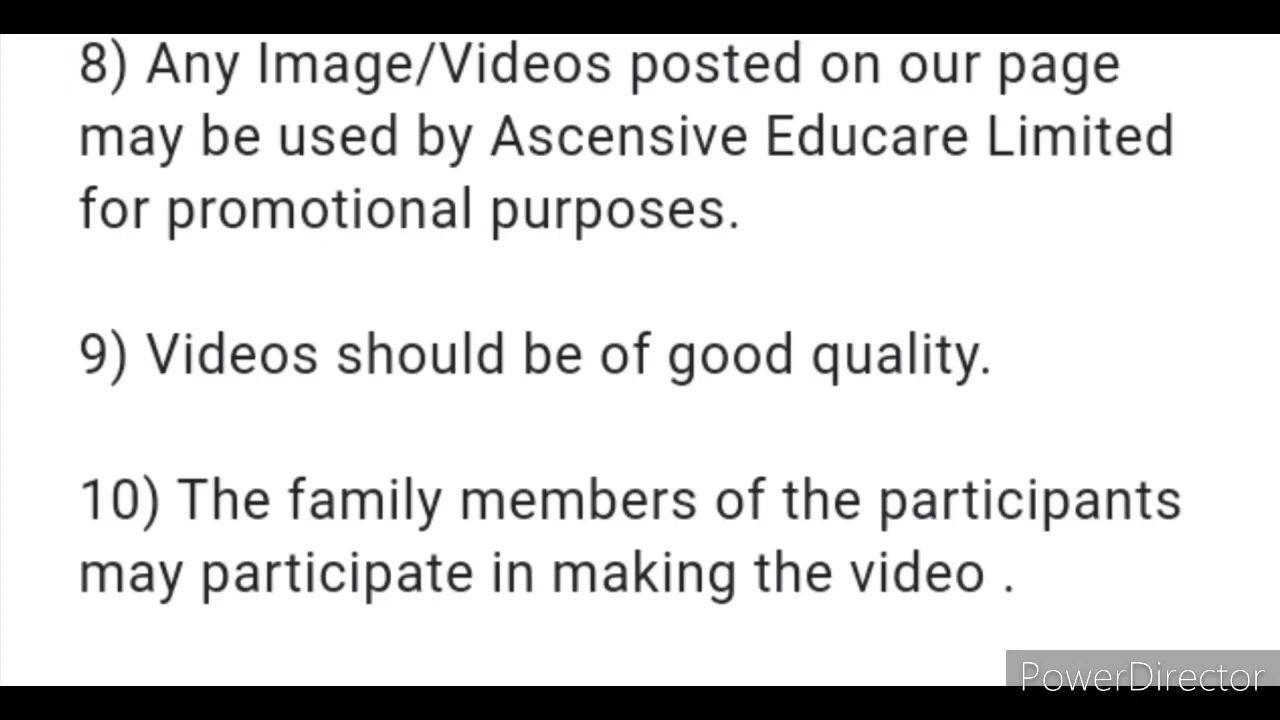 8) Any Image/Videos posted on our page
may be used by Ascensive Educare Limited
for promotional purposes.
9) Videos should be of good quality.
10) The family members of the participants
may participate in making the video .
PowerDirector